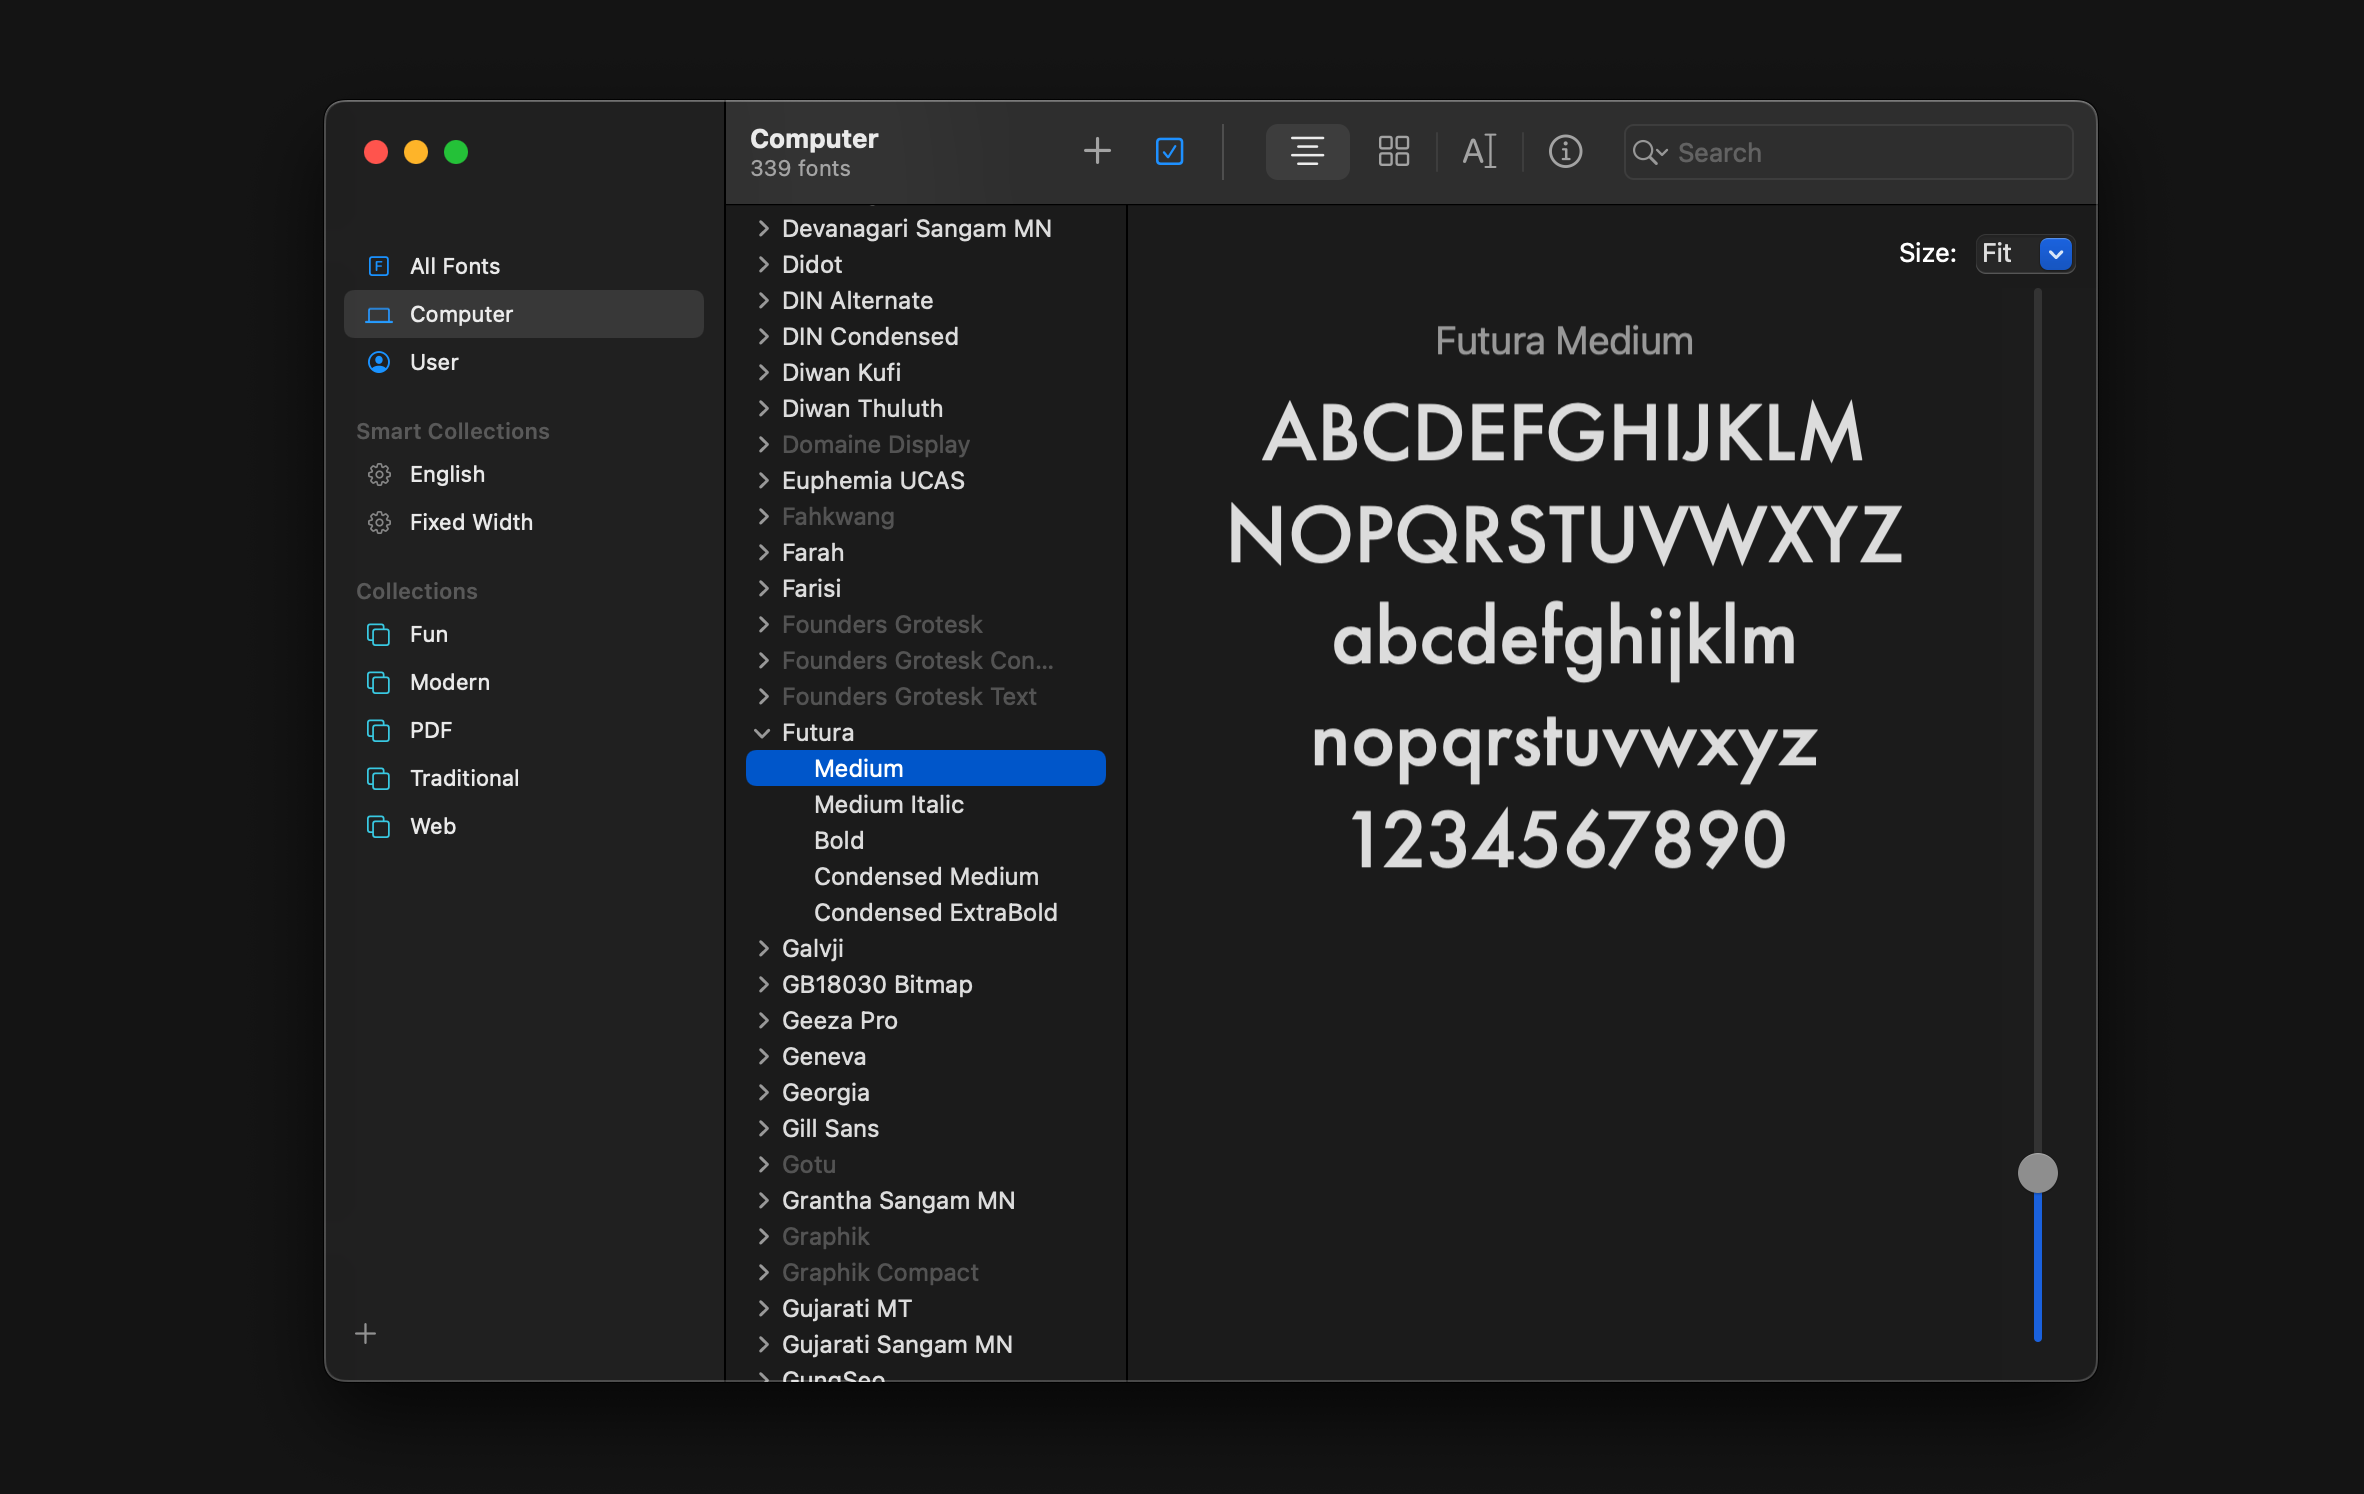 All Fonts
Computer
User
Smart Collections
English
Fixed Width
Collections
Fun
Modern
PDF
Traditional
Web
Computer
339 fonts
Search
Devanagari Sangam MN
Didot
DIN Alternate
DIN Condensed
Diwan Kufi
Diwan Thuluth
Domaine Display
Euphemia UCAS
Fahkwang
Farah
Farisi
Founders Grotesk
Founders Grotesk Con...
Founders Grotesk Text
Futura
Medium
Medium Italic
Bold
Condensed Medium
Condensed ExtraBold
Galvji
GB18030 Bitmap
Geeza Pro
Geneva
Georgia
Gill Sans
Gotu
Grantha Sangam MN
Graphik
Graphik Compact
Gujarati MT
Gujarati Sangam MN
GungSeo
Size: Fit
Futura Medium
ABCDEFGHIJKLM
NOPQRSTUVWXYZ
abcdefghijklm
nopqrstuvwxyz
1234567890